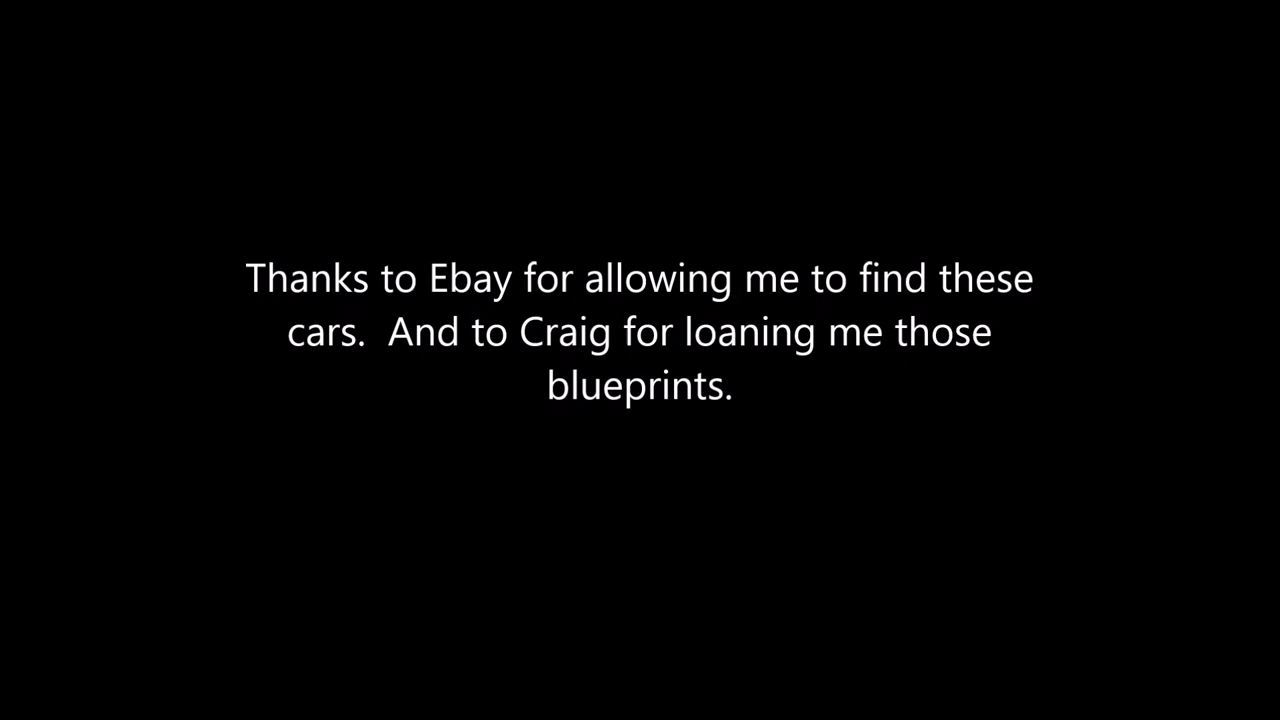 Thanks to Ebay for allowing me to find these
cars.  And to Craig for loaning me those
blueprints.